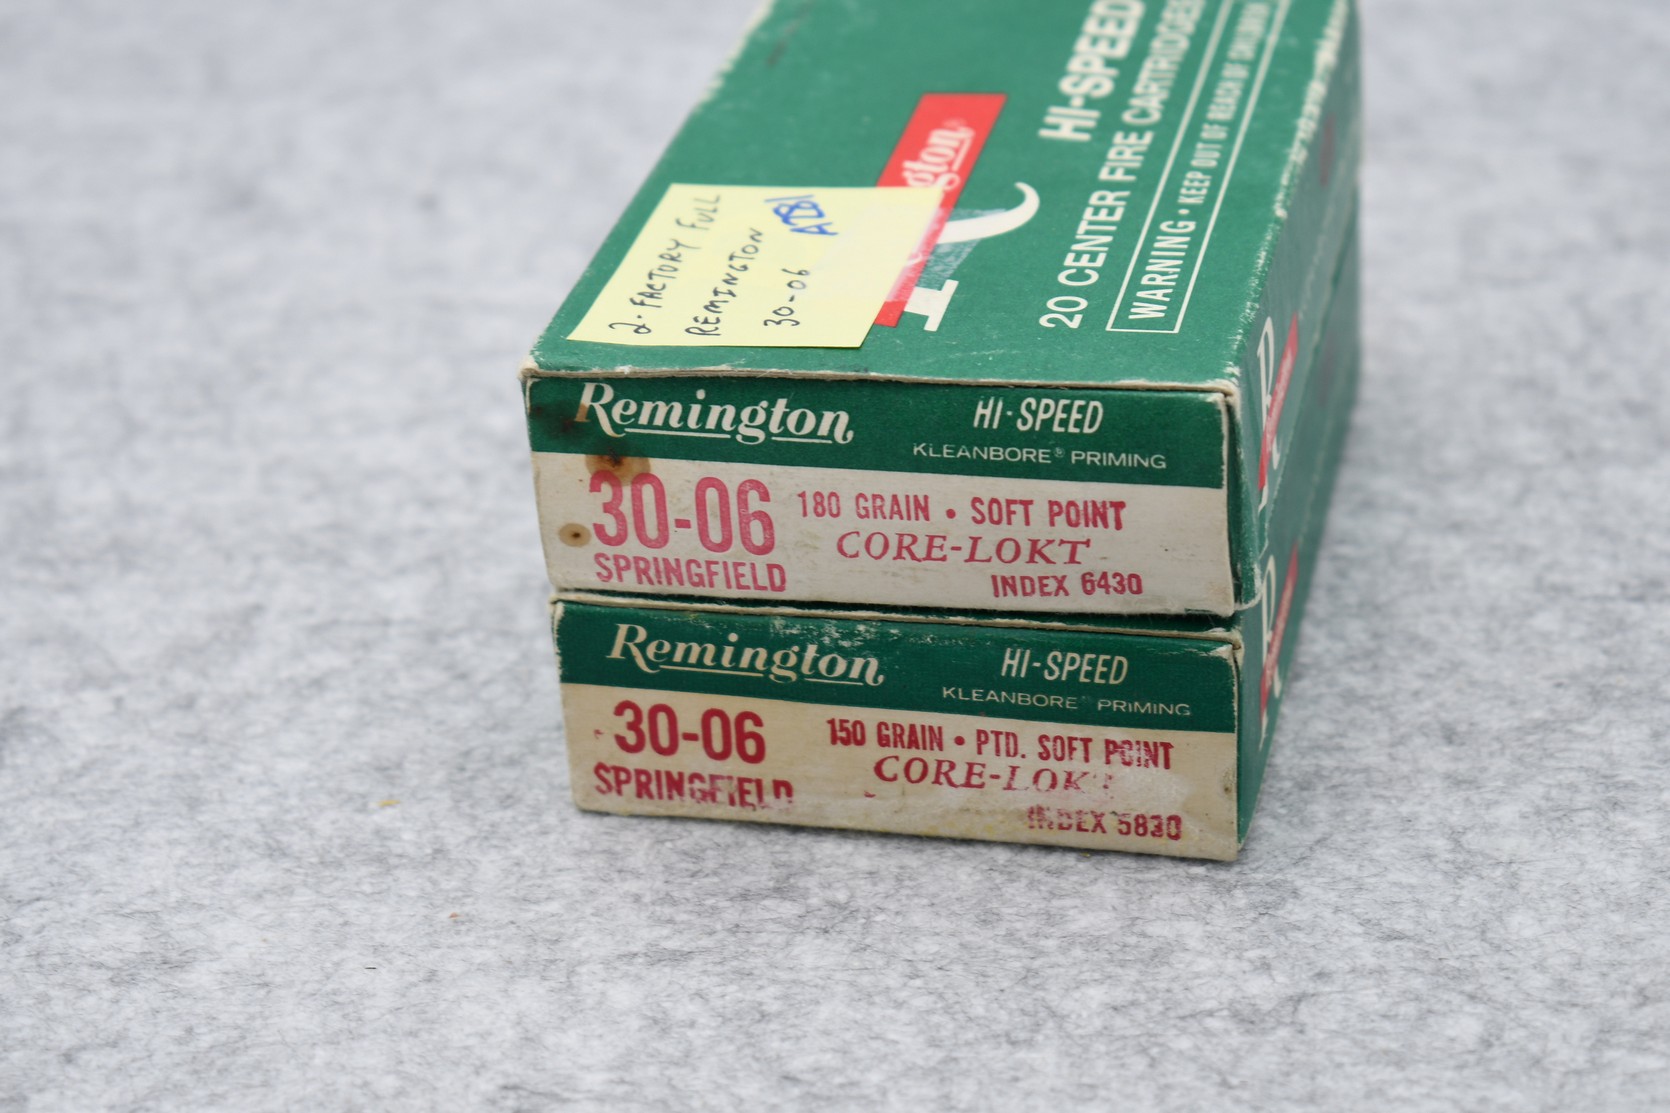 HI-SPEED
20 CENTER FIRE CARTRIDGES
WARNING • KEEP OUT OF REACH OF CHILDREN
2-FACTORY FULL
REMINGTON
30-06
Remington
HI-SPEED
KLEANBORE® PRIMING
30-06
SPRINGFIELD
180 GRAIN • SOFT POINT
CORE-LOKT
INDEX 6430
Remington
HI-SPEED
KLEANBORE® PRIMING
30-06
SPRINGFIELD
150 GRAIN • PTD. SOFT POINT
CORE-LOKT
INDEX 5830